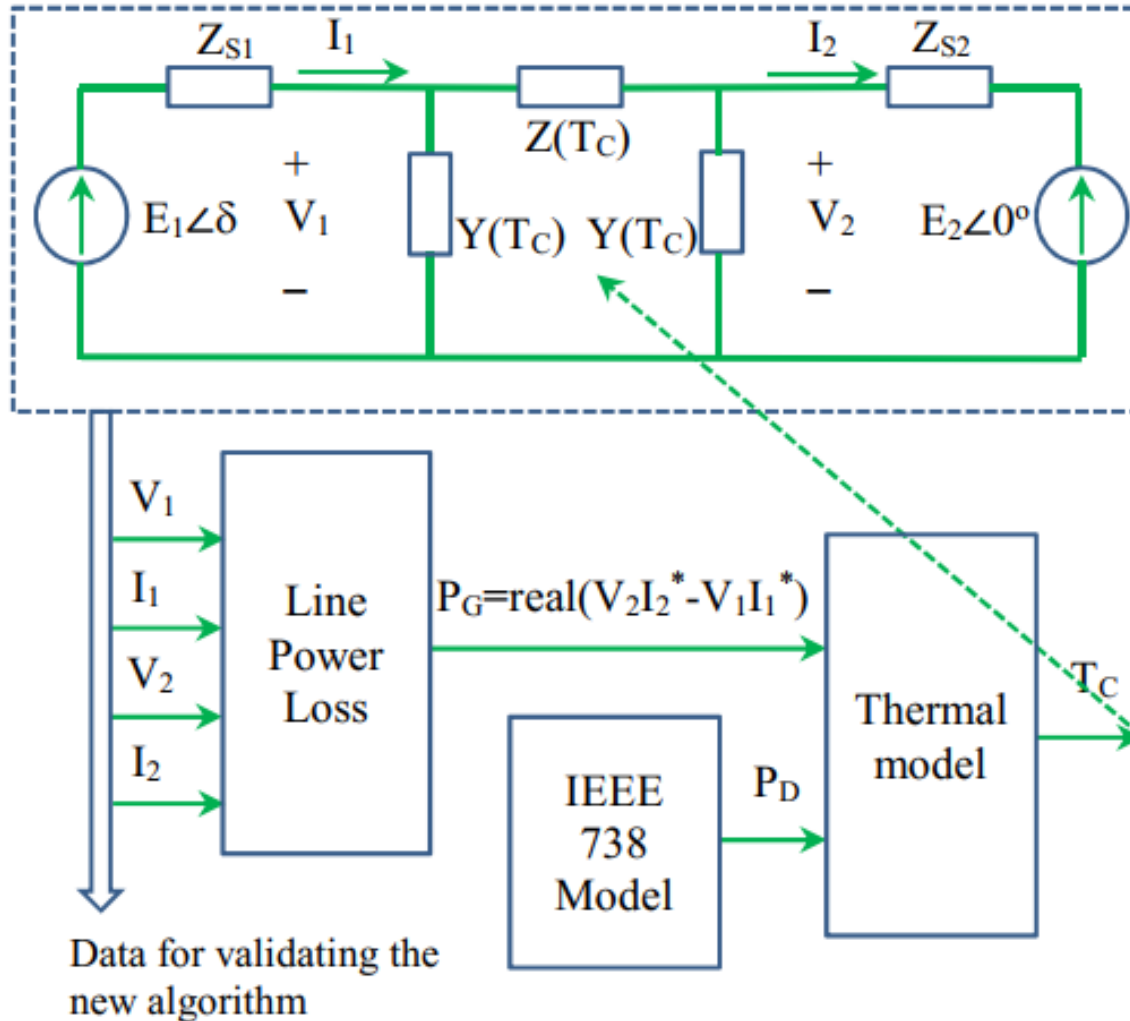 Z_S1
I_1
I_2
Z_S2
Z(T_C)
E_1∠δ
+
V_1
−
Y(T_C)
Y(T_C)
+
V_2
−
E_2∠0°
V_1
I_1
V_2
I_2
Line
Power
Loss
P_G=real(V_2I_2^*-V_1I_1^*)
IEEE
738
Model
P_D
Thermal
model
T_C
Data for validating the
new algorithm